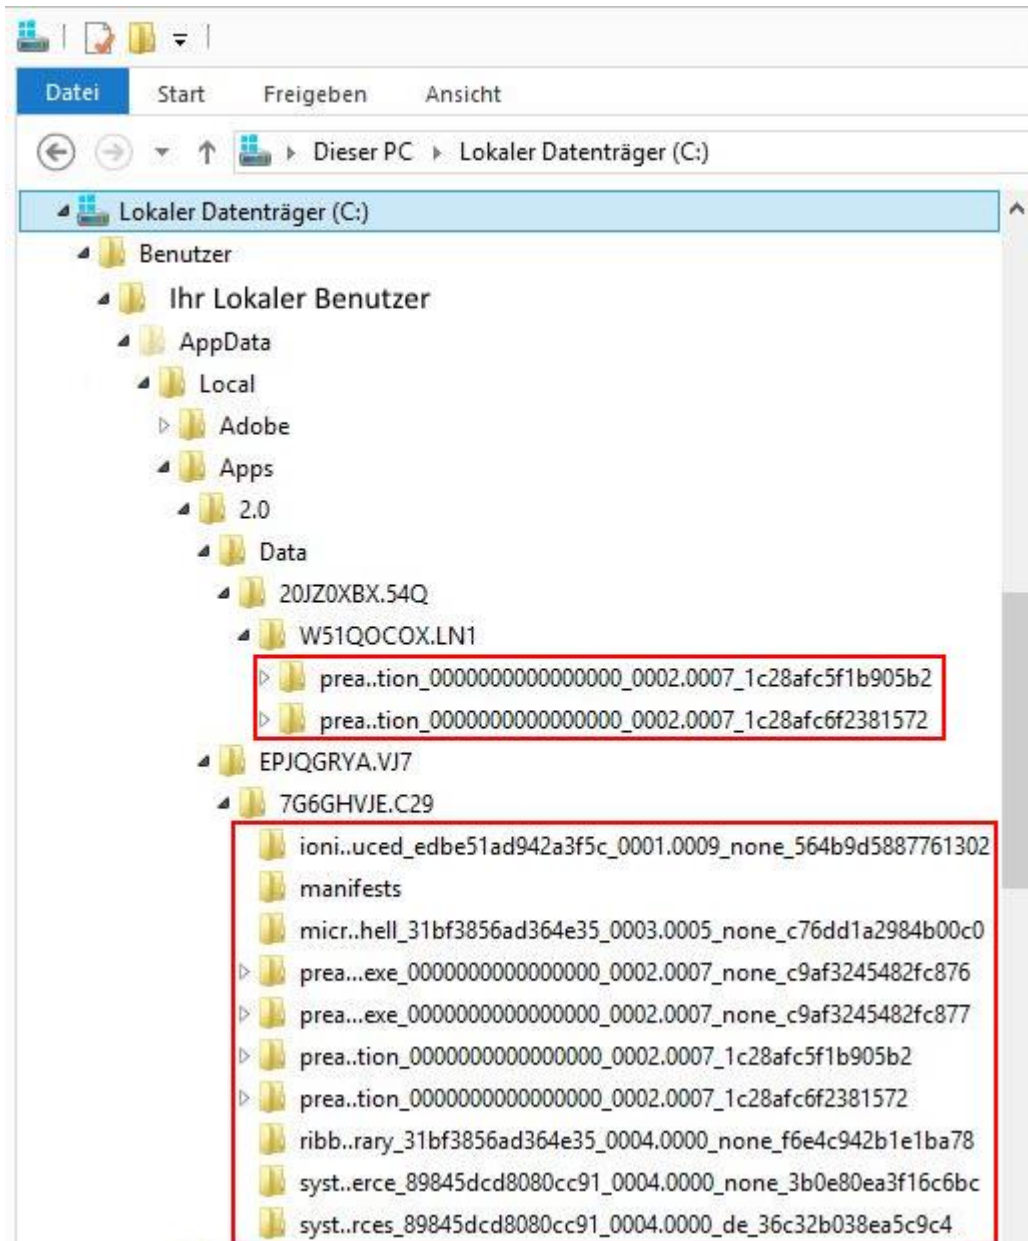 Datei Start Freigeben Ansicht
Dieser PC Lokaler Datenträger (C:)
Lokaler Datenträger (C:)
Benutzer
Ihr Lokaler Benutzer
AppData
Local
Adobe
Apps
2.0
Data
20JZ0XBX.54Q
W51QOCOX.LN1
prea..tion_0000000000000000_0002.0007_1c28afc5f1b905b2
prea..tion_0000000000000000_0002.0007_1c28afc6f2381572
EPJQGRYA.VJ7
7G6GHVJE.C29
ioni..uced_edbe51ad942a3f5c_0001.0009_none_564b9d5887761302
manifests
micr..hell_31bf3856ad364e35_0003.0005_none_c76dd1a2984b00c0
prea...exe_0000000000000000_0002.0007_none_c9af3245482fc876
prea...exe_0000000000000000_0002.0007_none_c9af3245482fc877
prea..tion_0000000000000000_0002.0007_1c28afc5f1b905b2
prea..tion_0000000000000000_0002.0007_1c28afc6f2381572
ribb..rary_31bf3856ad364e35_0004.0000_none_f6e4c942b1e1ba78
syst..erce_89845dcd8080cc91_0004.0000_none_3b0e80ea3f16c6bc
syst..rces_89845dcd8080cc91_0004.0000_de_36c32b038ea5c9c4